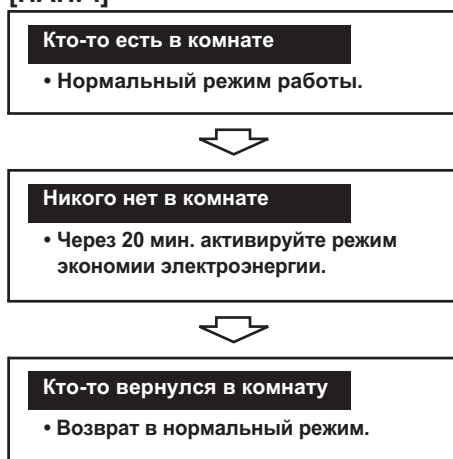 Кто-то есть в комнате
• Нормальный режим работы.
Никого нет в комнате
• Через 20 мин. активируйте режим
экономии электроэнергии.
Кто-то вернулся в комнату
• Возврат в нормальный режим.